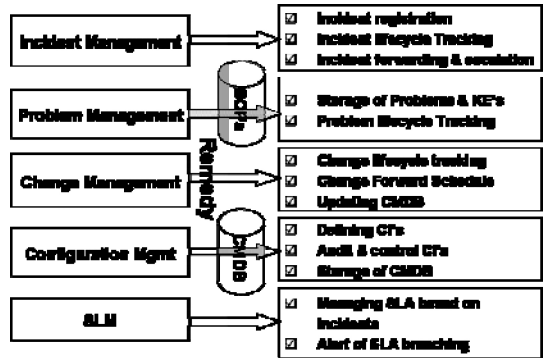 Incident Management
Incident registration
Incident lifecycle Tracking
Incident forwarding & escalation
Problem Management
Storage of Problems & KE's
Problem lifecycle Tracking
Remedy
Change Management
Change lifecycle tracking
Change Forward Schedule
Updating CMDB
Configuration Mgmt
CMDB
Defining CI's
Audit & control CI's
Storage of CMDB
SLM
Managing SLA based on
Incidents
Alert of SLA breaching